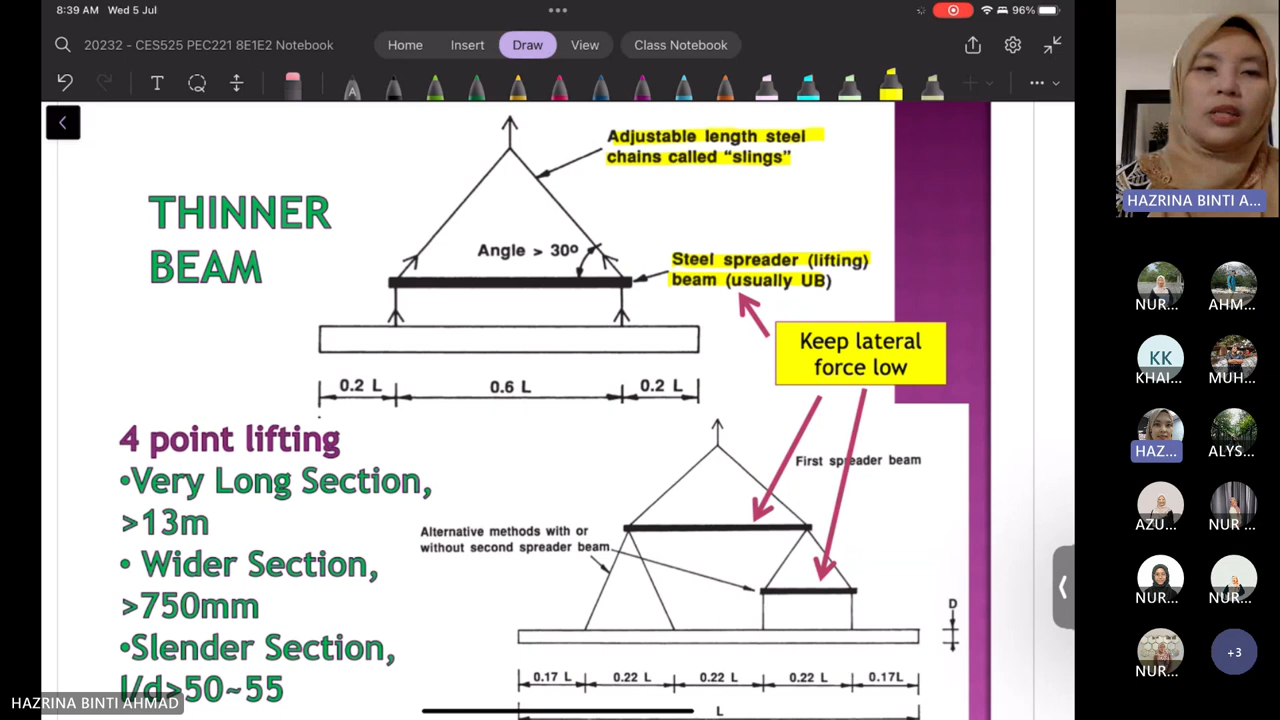 8:39 AM Wed 5 Jul
96%
20232 - CES525 PEC221 8E1E2 Notebook
Home
Insert
Draw
View
Class Notebook
T
A
Adjustable length steel
chains called "slings"
THINNER
BEAM
Angle > 30º
Steel spreader (lifting)
beam (usually UB)
Keep lateral
force low
0.2 L
0.6 L
0.2 L
4 point lifting
•Very Long Section,
>13m
• Wider Section,
>750mm
•Slender Section,
l/d>50~55
First spreader beam
Alternative methods with or
without second spreader beam
D
0.17 L
0.22 L
0.22 L
0.22 L
0.17L
L
HAZRINA BINTI AHMAD
HAZRINA BINTI A...
NUR...
AHM...
KK
KHAI...
MUH...
HAZ...
ALYS...
AZU...
NUR ...
NUR...
NUR...
NUR...
+3